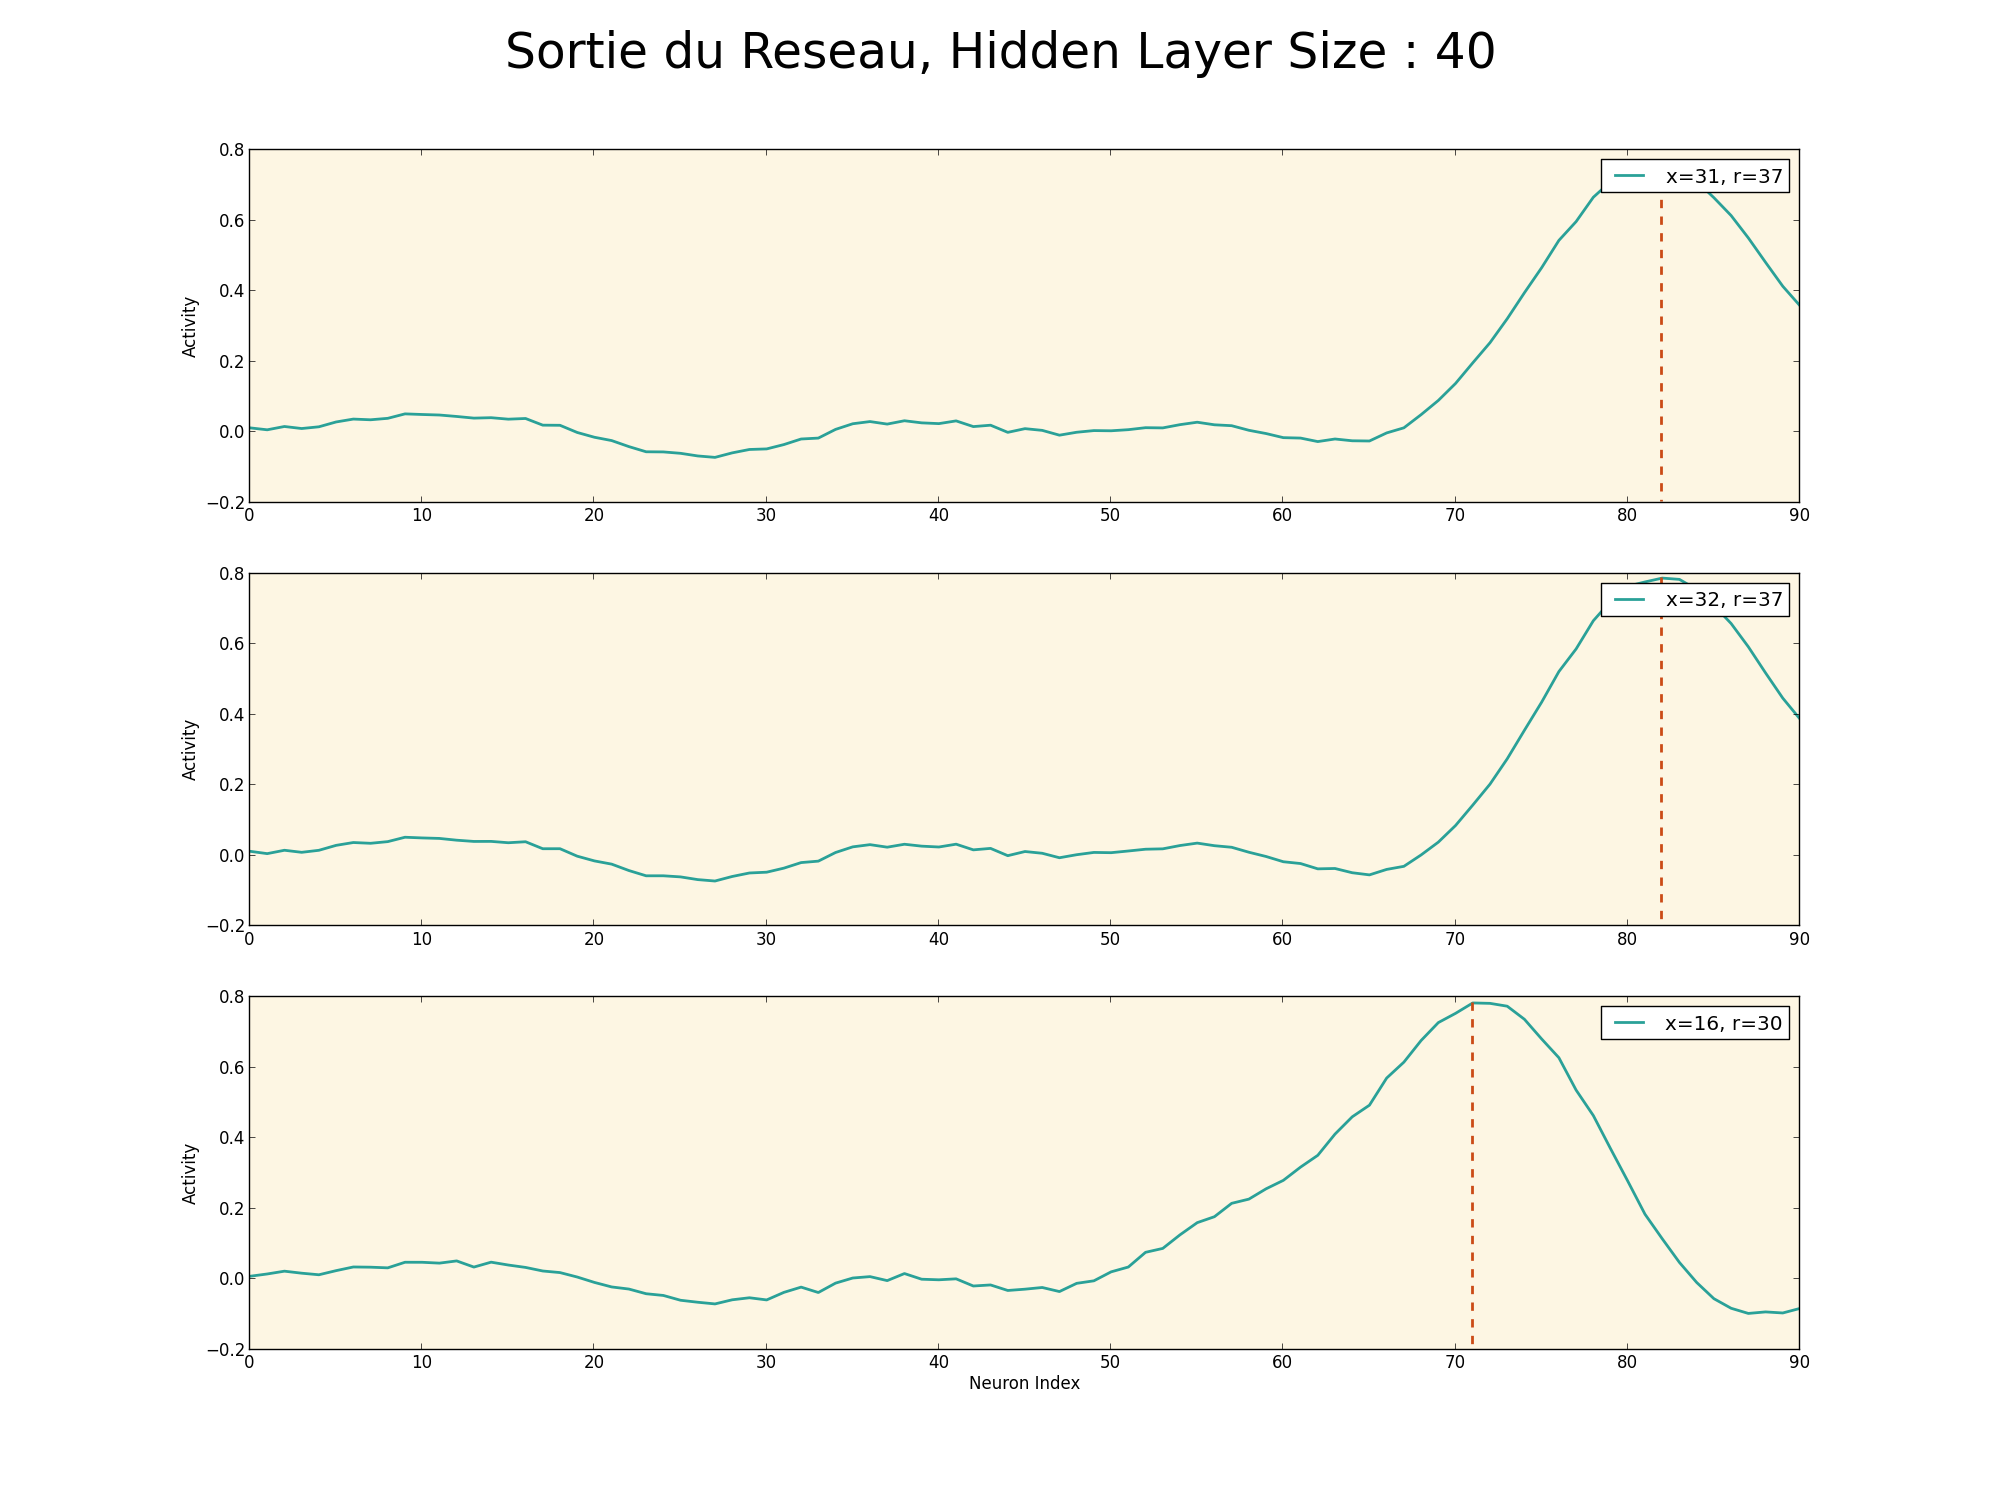 Sortie du Reseau, Hidden Layer Size : 40
0.8
x=31, r=37
0.6
0.4
Activity
0.2
0.0
−0.2
0 10 20 30 40 50 60 70 80 90
0.8
x=32, r=37
0.6
0.4
Activity
0.2
0.0
−0.2
0 10 20 30 40 50 60 70 80 90
0.8
x=16, r=30
0.6
0.4
Activity
0.2
0.0
−0.2
0 10 20 30 40 50 60 70 80 90
Neuron Index